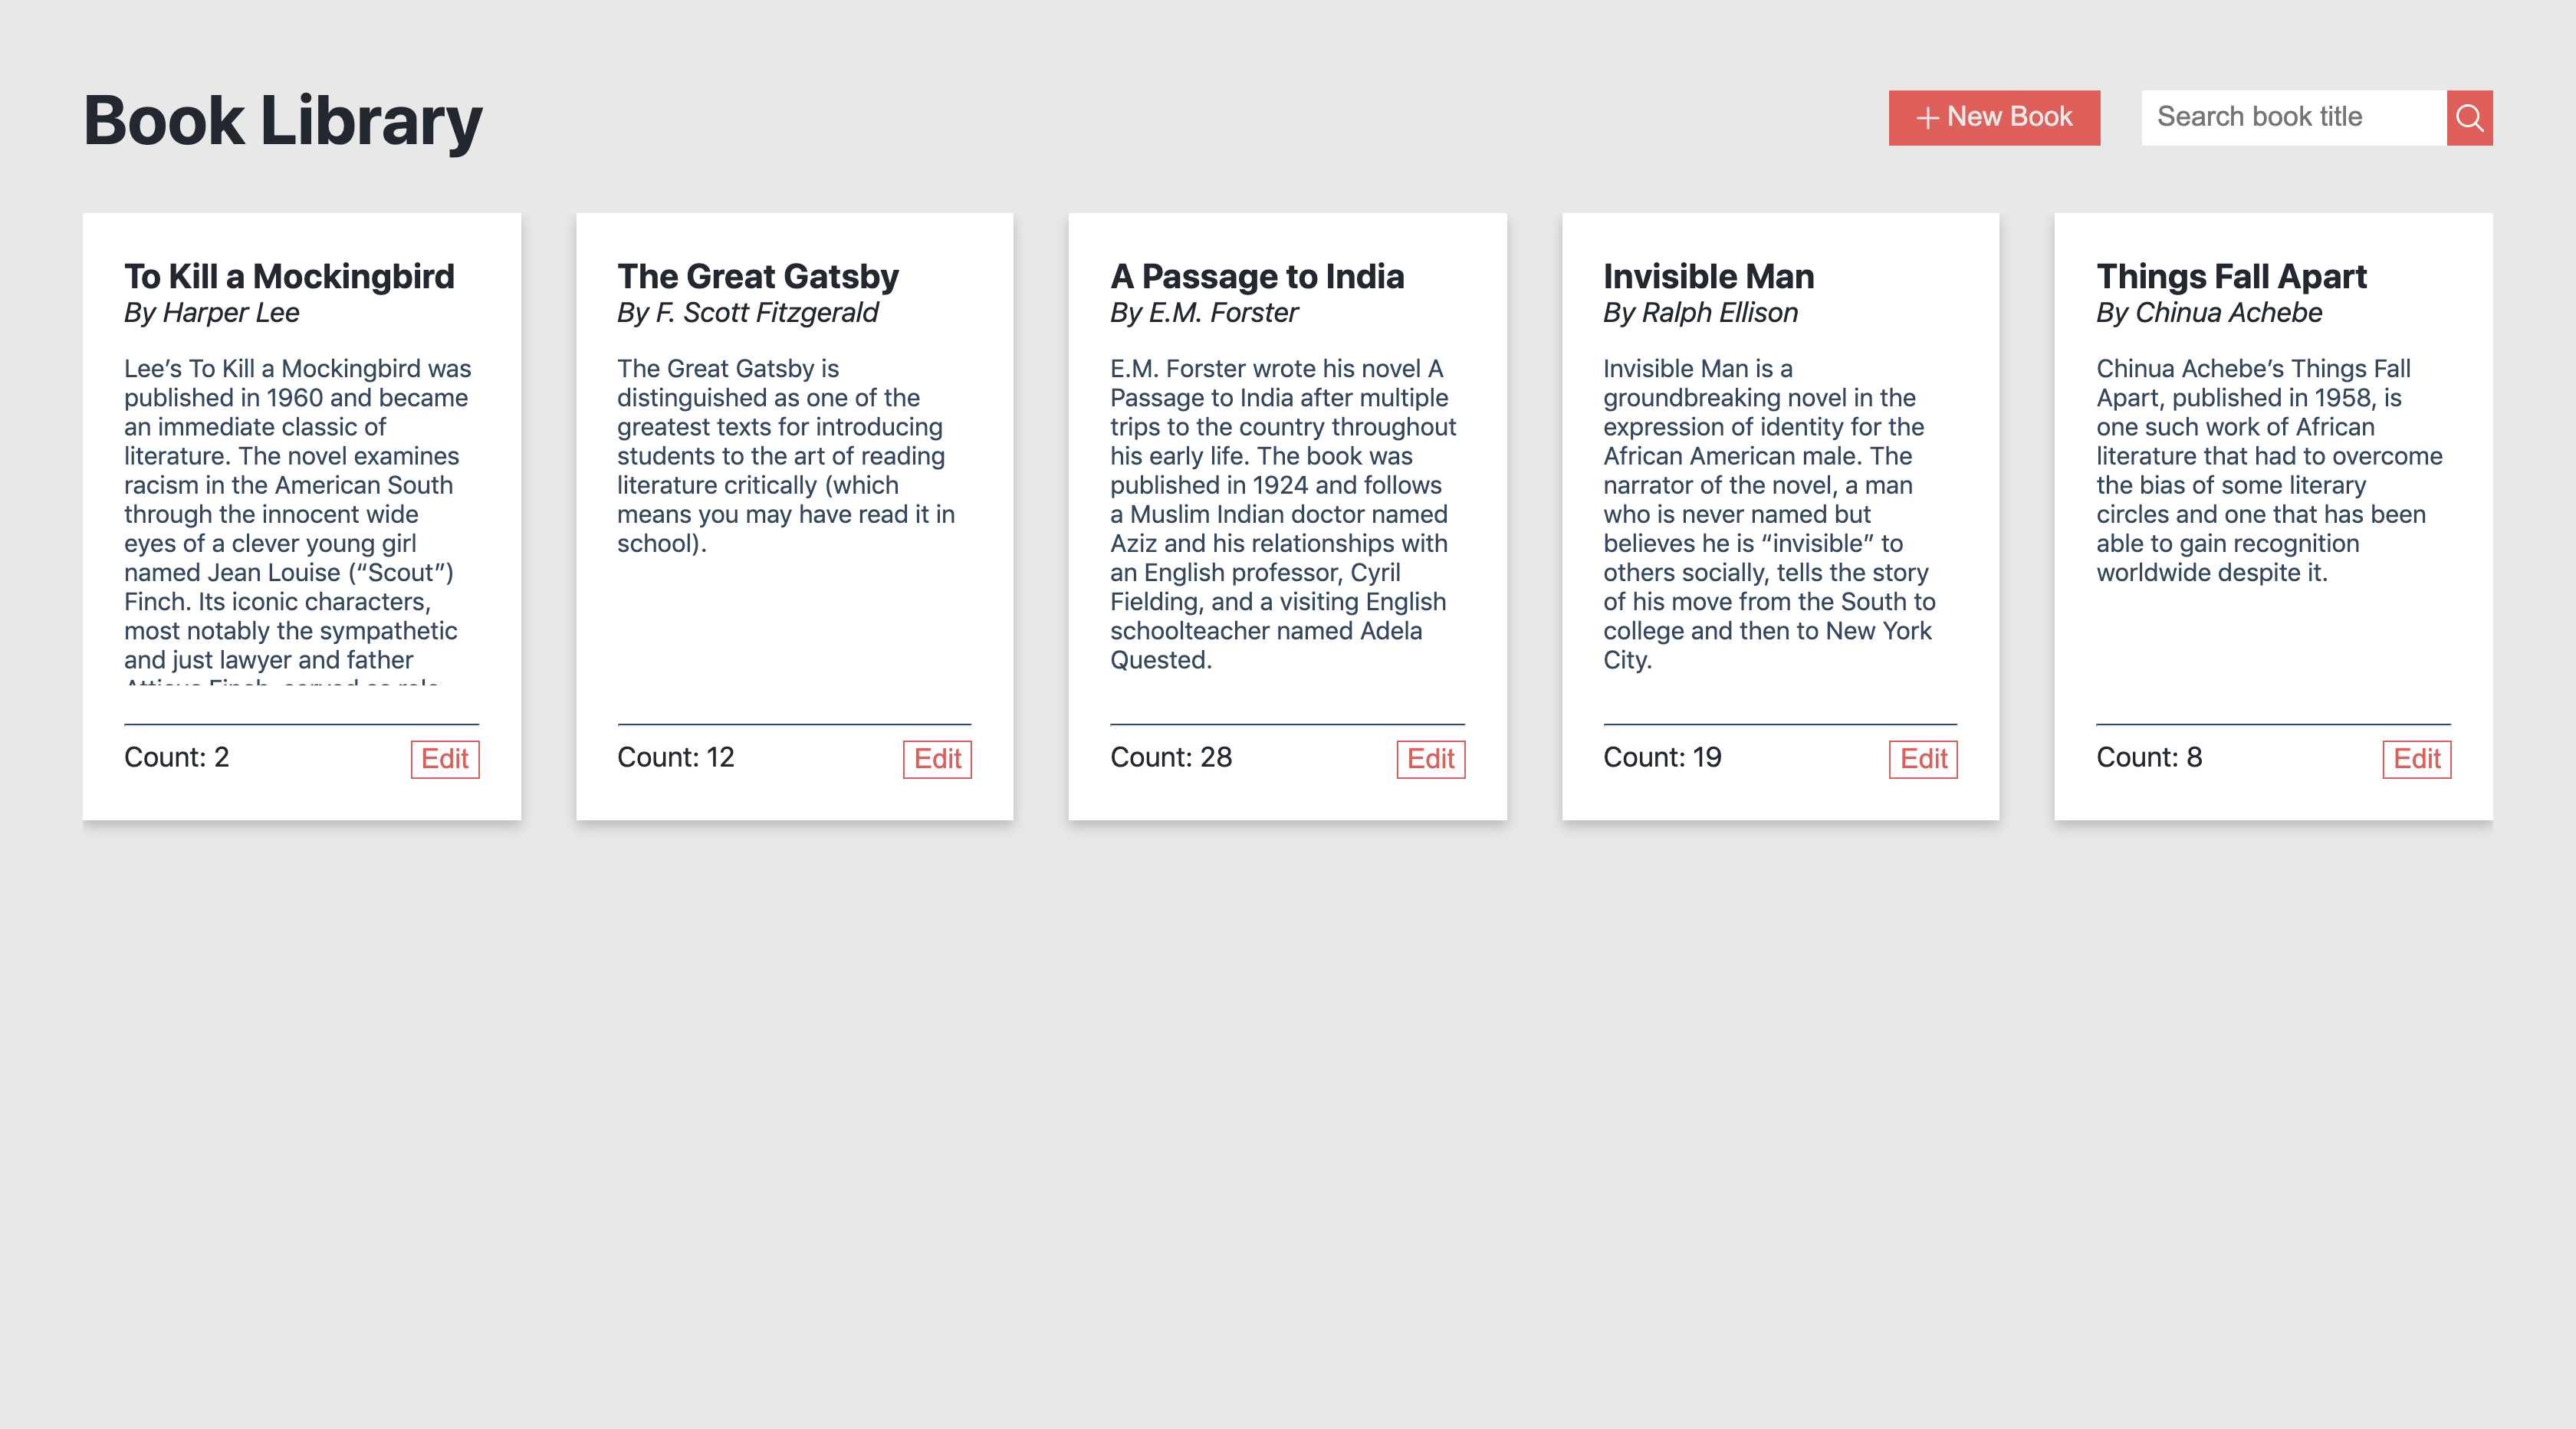 Book Library
+ New Book
Search book title
To Kill a Mockingbird
By Harper Lee
Lee’s To Kill a Mockingbird was
published in 1960 and became
an immediate classic of
literature. The novel examines
racism in the American South
through the innocent wide
eyes of a clever young girl
named Jean Louise (“Scout”)
Finch. Its iconic characters,
most notably the sympathetic
and just lawyer and father
Atticus Finch, served as role
Count: 2
Edit
The Great Gatsby
By F. Scott Fitzgerald
The Great Gatsby is
distinguished as one of the
greatest texts for introducing
students to the art of reading
literature critically (which
means you may have read it in
school).
Count: 12
Edit
A Passage to India
By E.M. Forster
E.M. Forster wrote his novel A
Passage to India after multiple
trips to the country throughout
his early life. The book was
published in 1924 and follows
a Muslim Indian doctor named
Aziz and his relationships with
an English professor, Cyril
Fielding, and a visiting English
schoolteacher named Adela
Quested.
Count: 28
Edit
Invisible Man
By Ralph Ellison
Invisible Man is a
groundbreaking novel in the
expression of identity for the
African American male. The
narrator of the novel, a man
who is never named but
believes he is “invisible” to
others socially, tells the story
of his move from the South to
college and then to New York
City.
Count: 19
Edit
Things Fall Apart
By Chinua Achebe
Chinua Achebe’s Things Fall
Apart, published in 1958, is
one such work of African
literature that had to overcome
the bias of some literary
circles and one that has been
able to gain recognition
worldwide despite it.
Count: 8
Edit